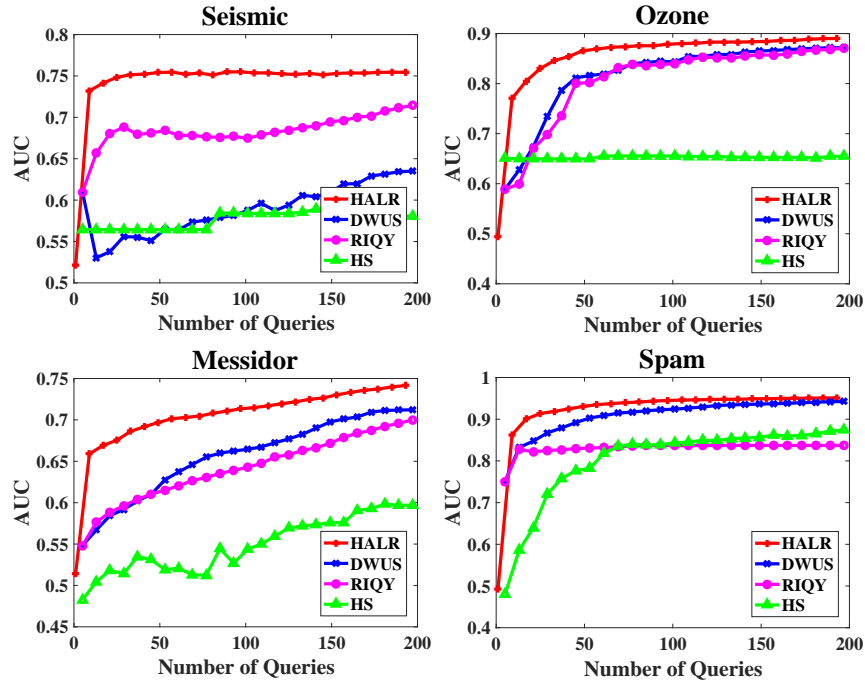 Seismic
AUC
0.8
0.75
0.7
0.65
0.6
0.55
0.5
0
50
100
150
200
Number of Queries
HALR
DWUS
RIQY
HS
Ozone
AUC
0.9
0.8
0.7
0.6
0.5
0.4
0
50
100
150
200
Number of Queries
HALR
DWUS
RIQY
HS
Messidor
AUC
0.75
0.7
0.65
0.6
0.55
0.5
0.45
0
50
100
150
200
Number of Queries
HALR
DWUS
RIQY
HS
Spam
AUC
1
0.9
0.8
0.7
0.6
0.5
0.4
0
50
100
150
200
Number of Queries
HALR
DWUS
RIQY
HS